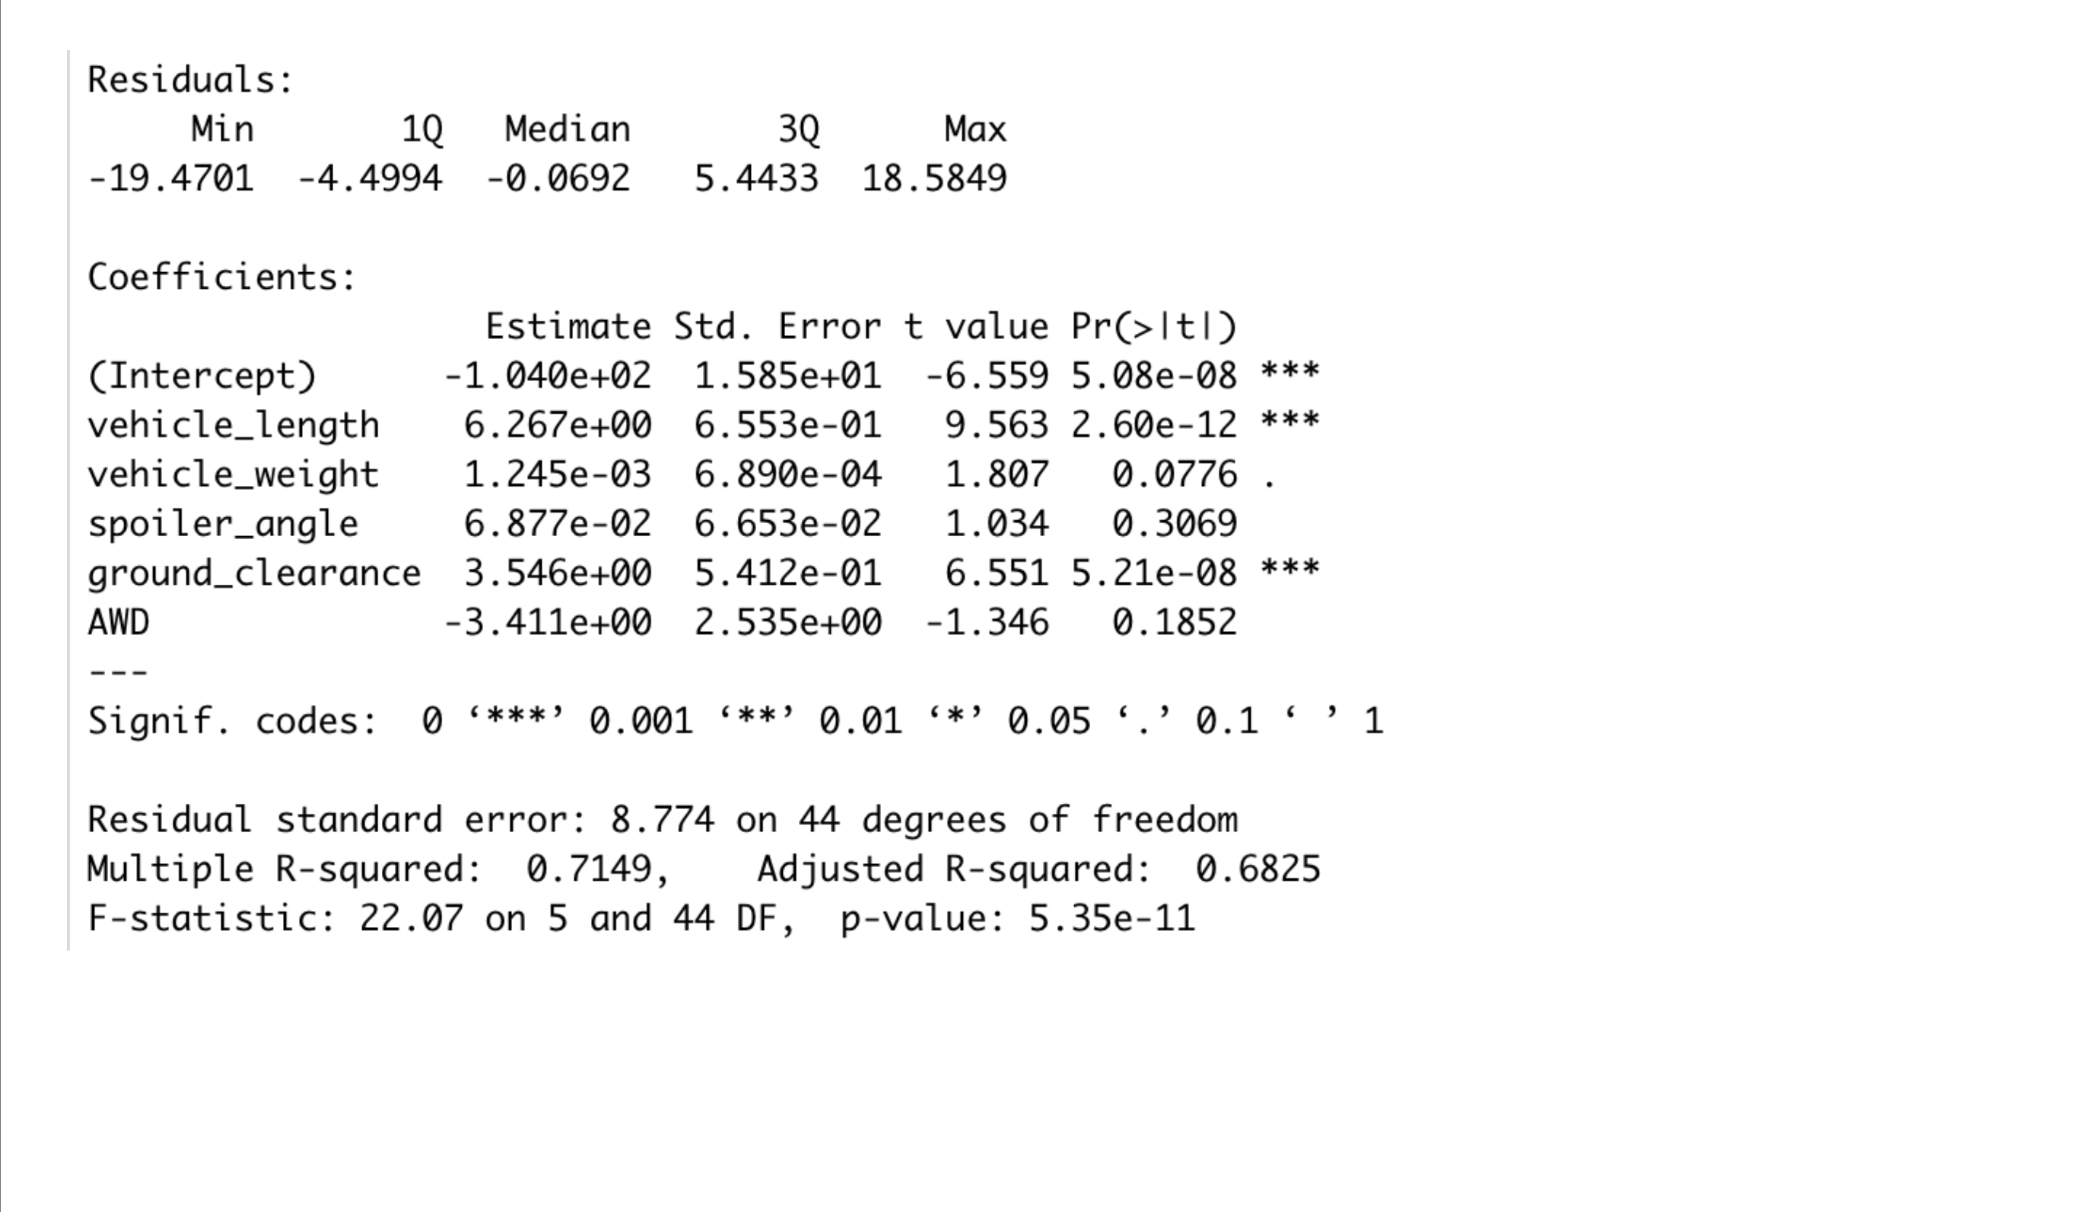 Residuals:
     Min       1Q   Median       3Q      Max
-19.4701  -4.4994  -0.0692   5.4433  18.5849

Coefficients:
                   Estimate Std. Error t value Pr(>|t|)
(Intercept)      -1.040e+02  1.585e+01  -6.559 5.08e-08 ***
vehicle_length    6.267e+00  6.553e-01   9.563 2.60e-12 ***
vehicle_weight    1.245e-03  6.890e-04   1.807   0.0776 .
spoiler_angle     6.877e-02  6.653e-02   1.034   0.3069
ground_clearance  3.546e+00  5.412e-01   6.551 5.21e-08 ***
AWD              -3.411e+00  2.535e+00  -1.346   0.1852
---
Signif. codes:  0 ‘***’ 0.001 ‘**’ 0.01 ‘*’ 0.05 ‘.’ 0.1 ‘ ’ 1

Residual standard error: 8.774 on 44 degrees of freedom
Multiple R-squared:  0.7149,    Adjusted R-squared:  0.6825
F-statistic: 22.07 on 5 and 44 DF,  p-value: 5.35e-11